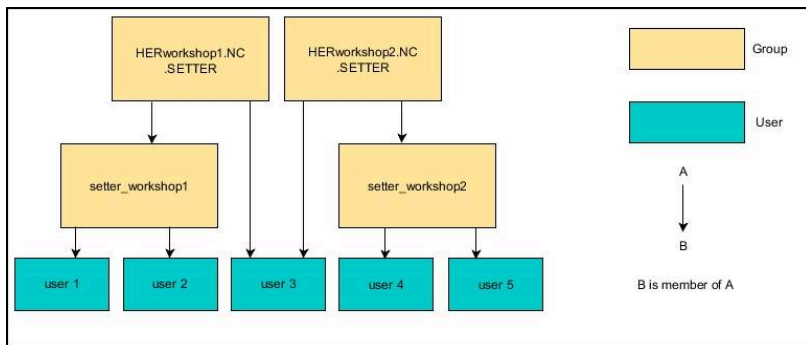 HERworkshop1.NC
.SETTER
HERworkshop2.NC
.SETTER
Group
User
setter_workshop1
setter_workshop2
A
B
user 1
user 2
user 3
user 4
user 5
B is member of A